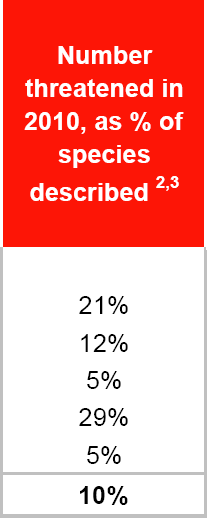 Number
threatened in
2010, as % of
species
described 2,3
21%
12%
5%
29%
5%
10%